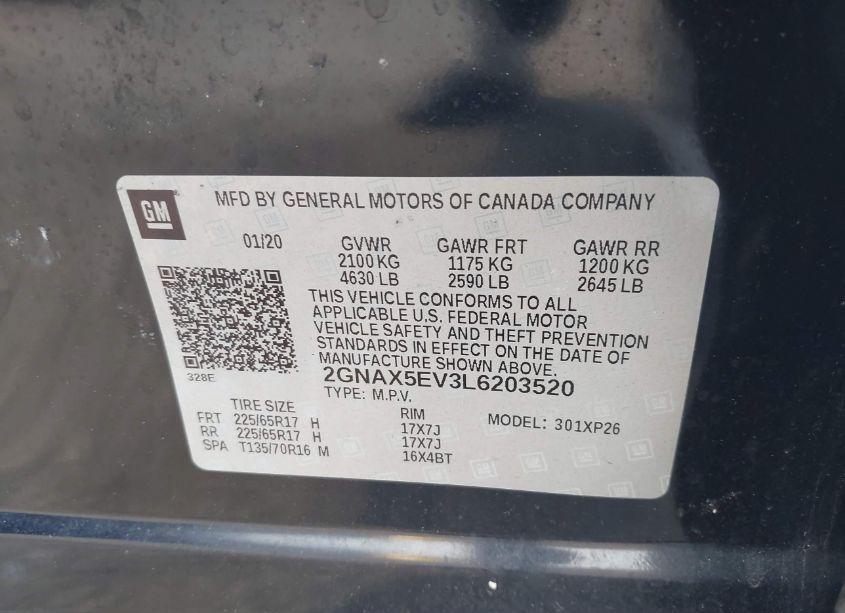 GM
MFD BY GENERAL MOTORS OF CANADA COMPANY
01/20 GVWR GAWR FRT GAWR RR
2100 KG 1175 KG 1200 KG
4630 LB 2590 LB 2645 LB
THIS VEHICLE CONFORMS TO ALL
APPLICABLE U.S. FEDERAL MOTOR
VEHICLE SAFETY AND THEFT PREVENTION
STANDARDS IN EFFECT ON THE DATE OF
MANUFACTURE SHOWN ABOVE.
328E
2GNAX5EV3L6203520
TYPE: M.P.V.
TIRE SIZE RIM MODEL: 301XP26
FRT 225/65R17 H 17X7J
RR 225/65R17 H 17X7J
SPA T135/70R16 M 16X4BT